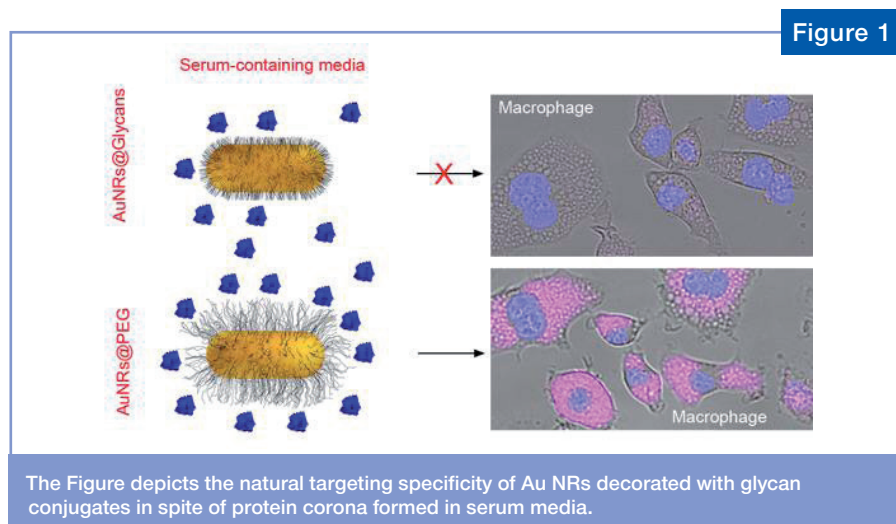 Figure 1
Serum-containing media
AuNRs@Glycans
Macrophage
AuNRs@PEG
Macrophage
The Figure depicts the natural targeting specificity of Au NRs decorated with glycan
conjugates in spite of protein corona formed in serum media.